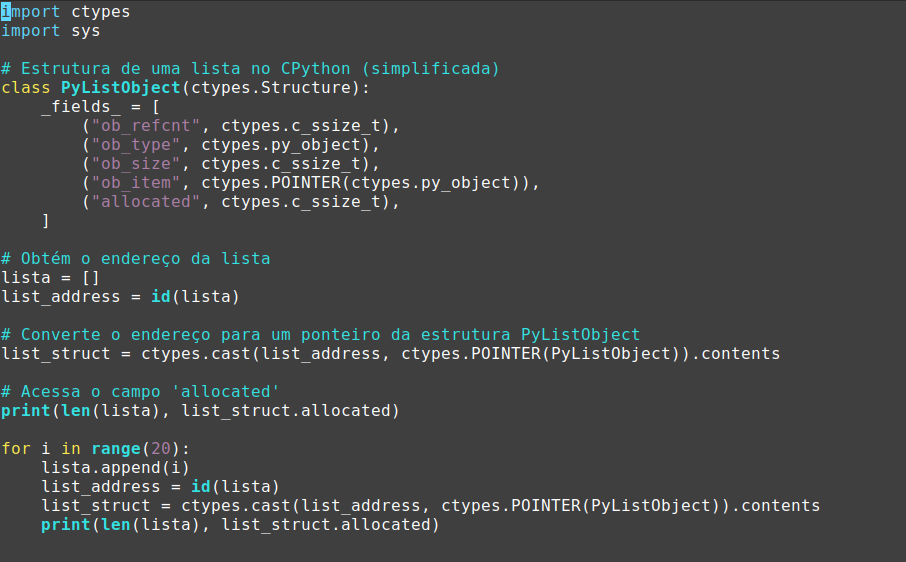 import ctypes
import sys
# Estrutura de uma lista no CPython (simplificada)
class PyListObject(ctypes.Structure):
    _fields_ = [
        ("ob_refcnt", ctypes.c_ssize_t),
        ("ob_type", ctypes.py_object),
        ("ob_size", ctypes.c_ssize_t),
        ("ob_item", ctypes.POINTER(ctypes.py_object)),
        ("allocated", ctypes.c_ssize_t),
    ]
# Obtém o endereço da lista
lista = []
list_address = id(lista)
# Converte o endereço para um ponteiro da estrutura PyListObject
list_struct = ctypes.cast(list_address, ctypes.POINTER(PyListObject)).contents
# Acessa o campo 'allocated'
print(len(lista), list_struct.allocated)
for i in range(20):
    lista.append(i)
    list_address = id(lista)
    list_struct = ctypes.cast(list_address, ctypes.POINTER(PyListObject)).contents
    print(len(lista), list_struct.allocated)